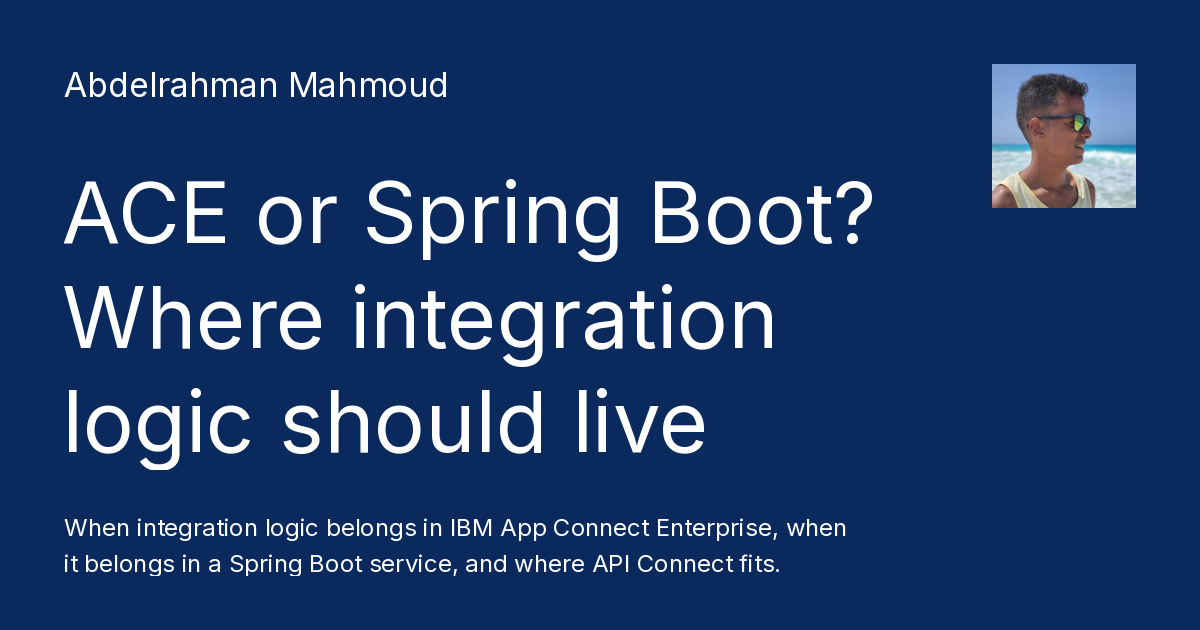 Abdelrahman Mahmoud
ACE or Spring Boot?
Where integration
logic should live
When integration logic belongs in IBM App Connect Enterprise, when
it belongs in a Spring Boot service, and where API Connect fits.